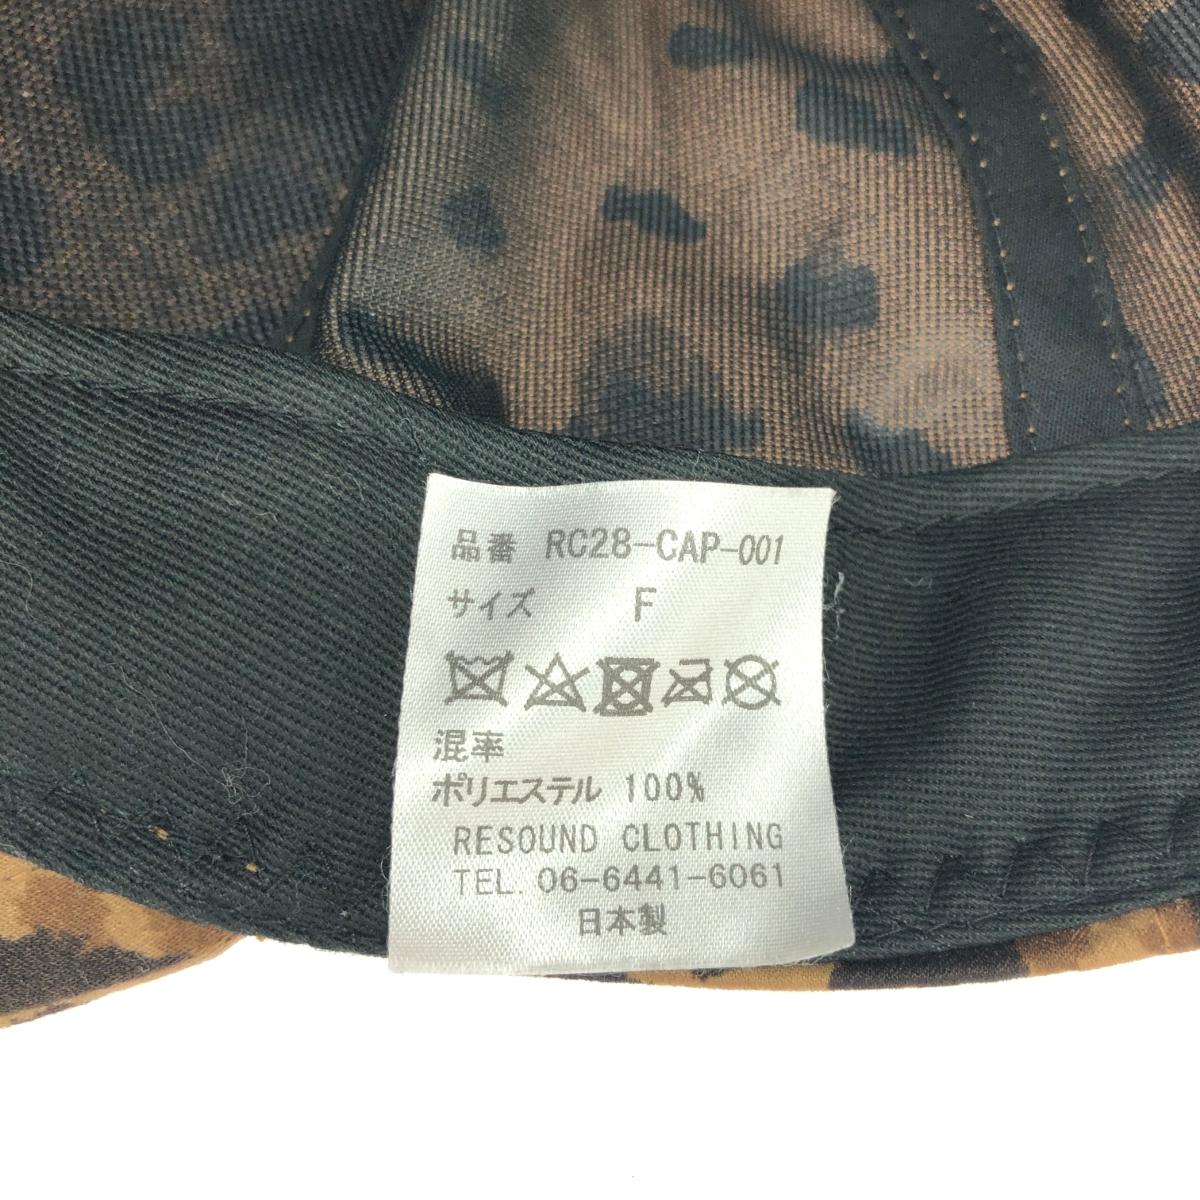 品番 RC28-CAP-001
サイズ F
混率
ポリエステル 100%
RESOUND CLOTHING
TEL. 06-6441-6061
日本製